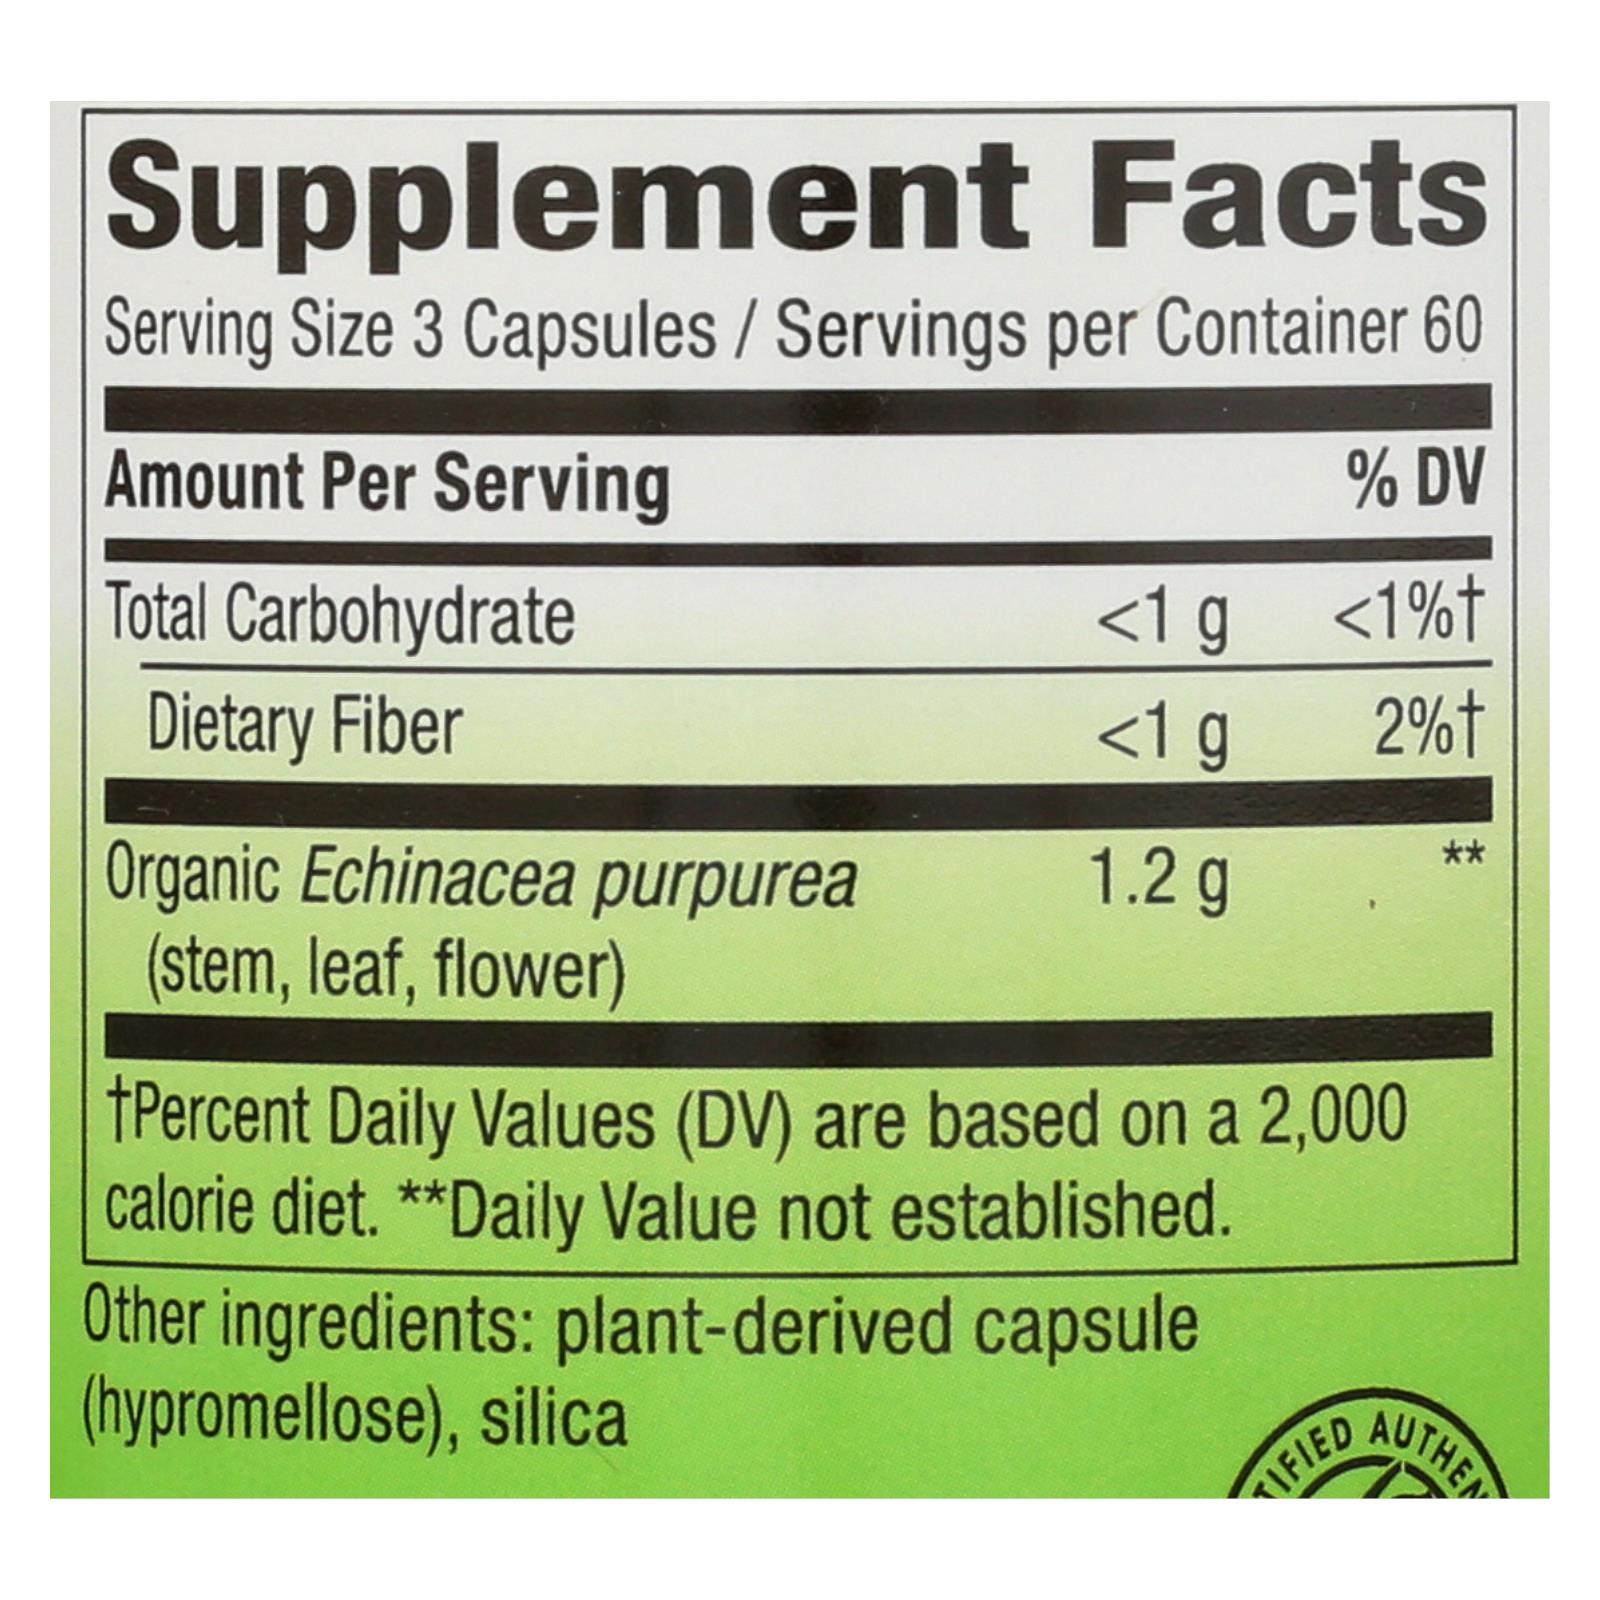 Supplement Facts
Serving Size 3 Capsules / Servings per Container 60
Amount Per Serving % DV
Total Carbohydrate <1 g <1%†
Dietary Fiber <1 g 2%†
Organic Echinacea purpurea 1.2 g **
(stem, leaf, flower)
†Percent Daily Values (DV) are based on a 2,000
calorie diet. **Daily Value not established.
Other ingredients: plant-derived capsule
(hypromellose), silica